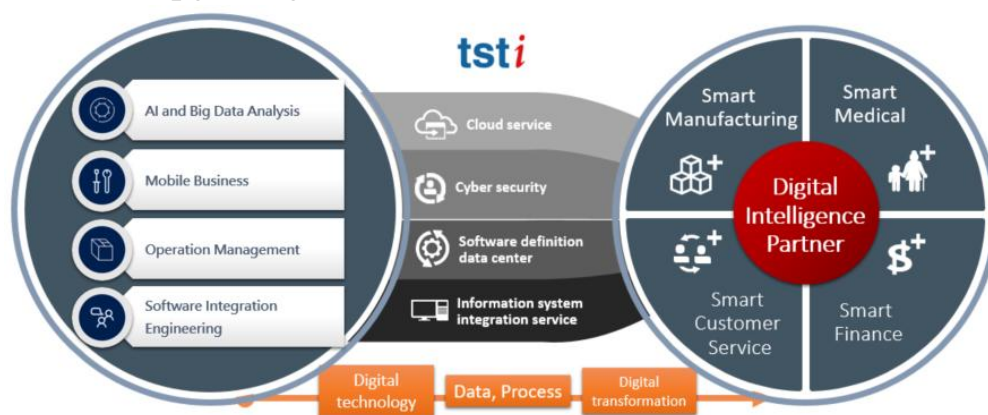 tsti
AI and Big Data Analysis
Mobile Business
Operation Management
Software Integration
Engineering
Cloud service
Cyber security
Software definition
data center
Information system
integration service
Smart
Manufacturing
Smart
Medical
Digital
Intelligence
Partner
Smart
Customer
Service
Smart
Finance
Digital
technology
Data, Process
Digital
transformation